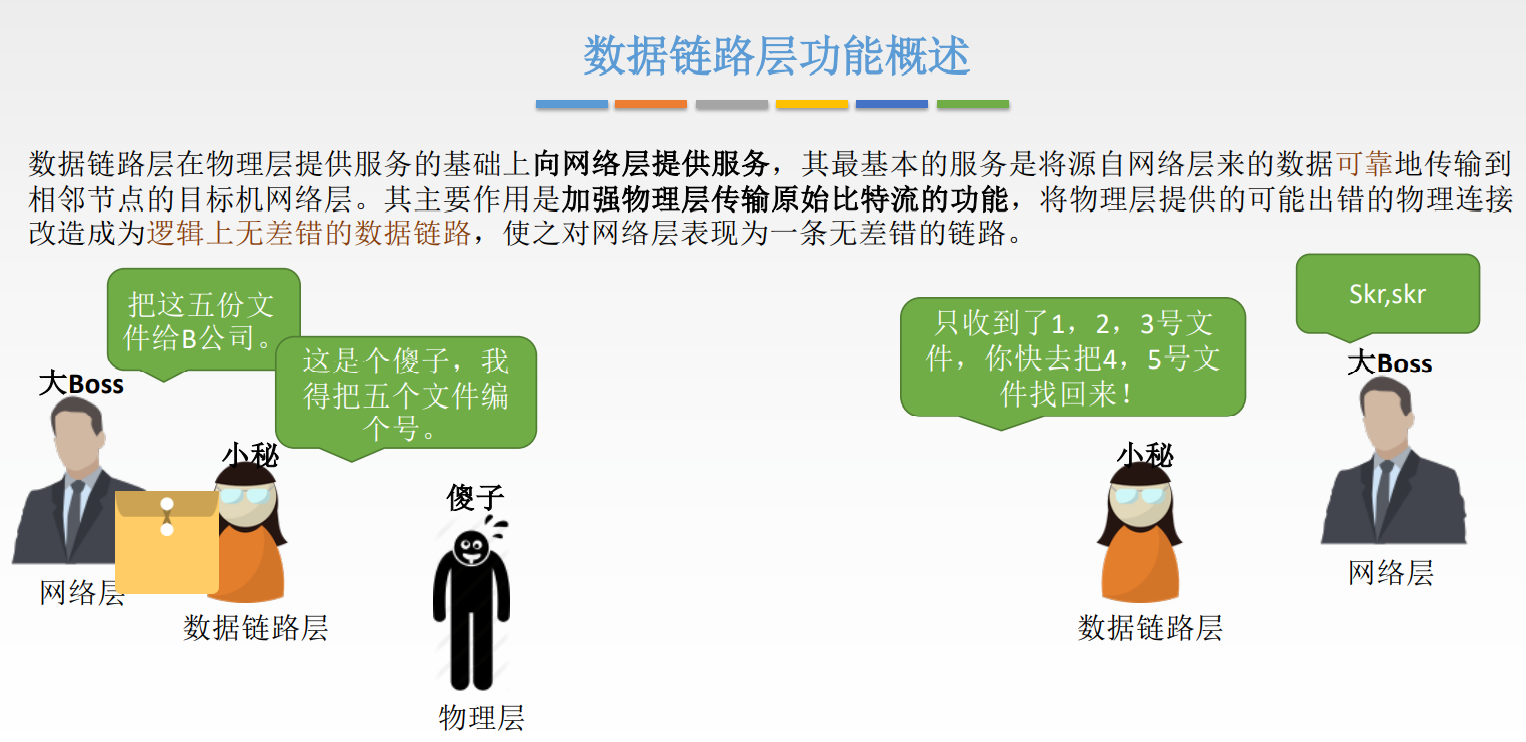 数据链路层功能概述
数据链路层在物理层提供服务的基础上向网络层提供服务，其最基本的服务是将源自网络层来的数据可靠地传输到
相邻节点的目标机网络层。其主要作用是加强物理层传输原始比特流的功能，将物理层提供的可能出错的物理连接
改造成为逻辑上无差错的数据链路，使之对网络层表现为一条无差错的链路。
把这五份文
件给B公司。
大Boss
网络层
这是个傻子，我
得把五个文件编
个号。
小秘
数据链路层
傻子
物理层
只收到了1，2，3号文
件，你快去把4，5号文
件找回来！
小秘
数据链路层
Skr,skr
大Boss
网络层